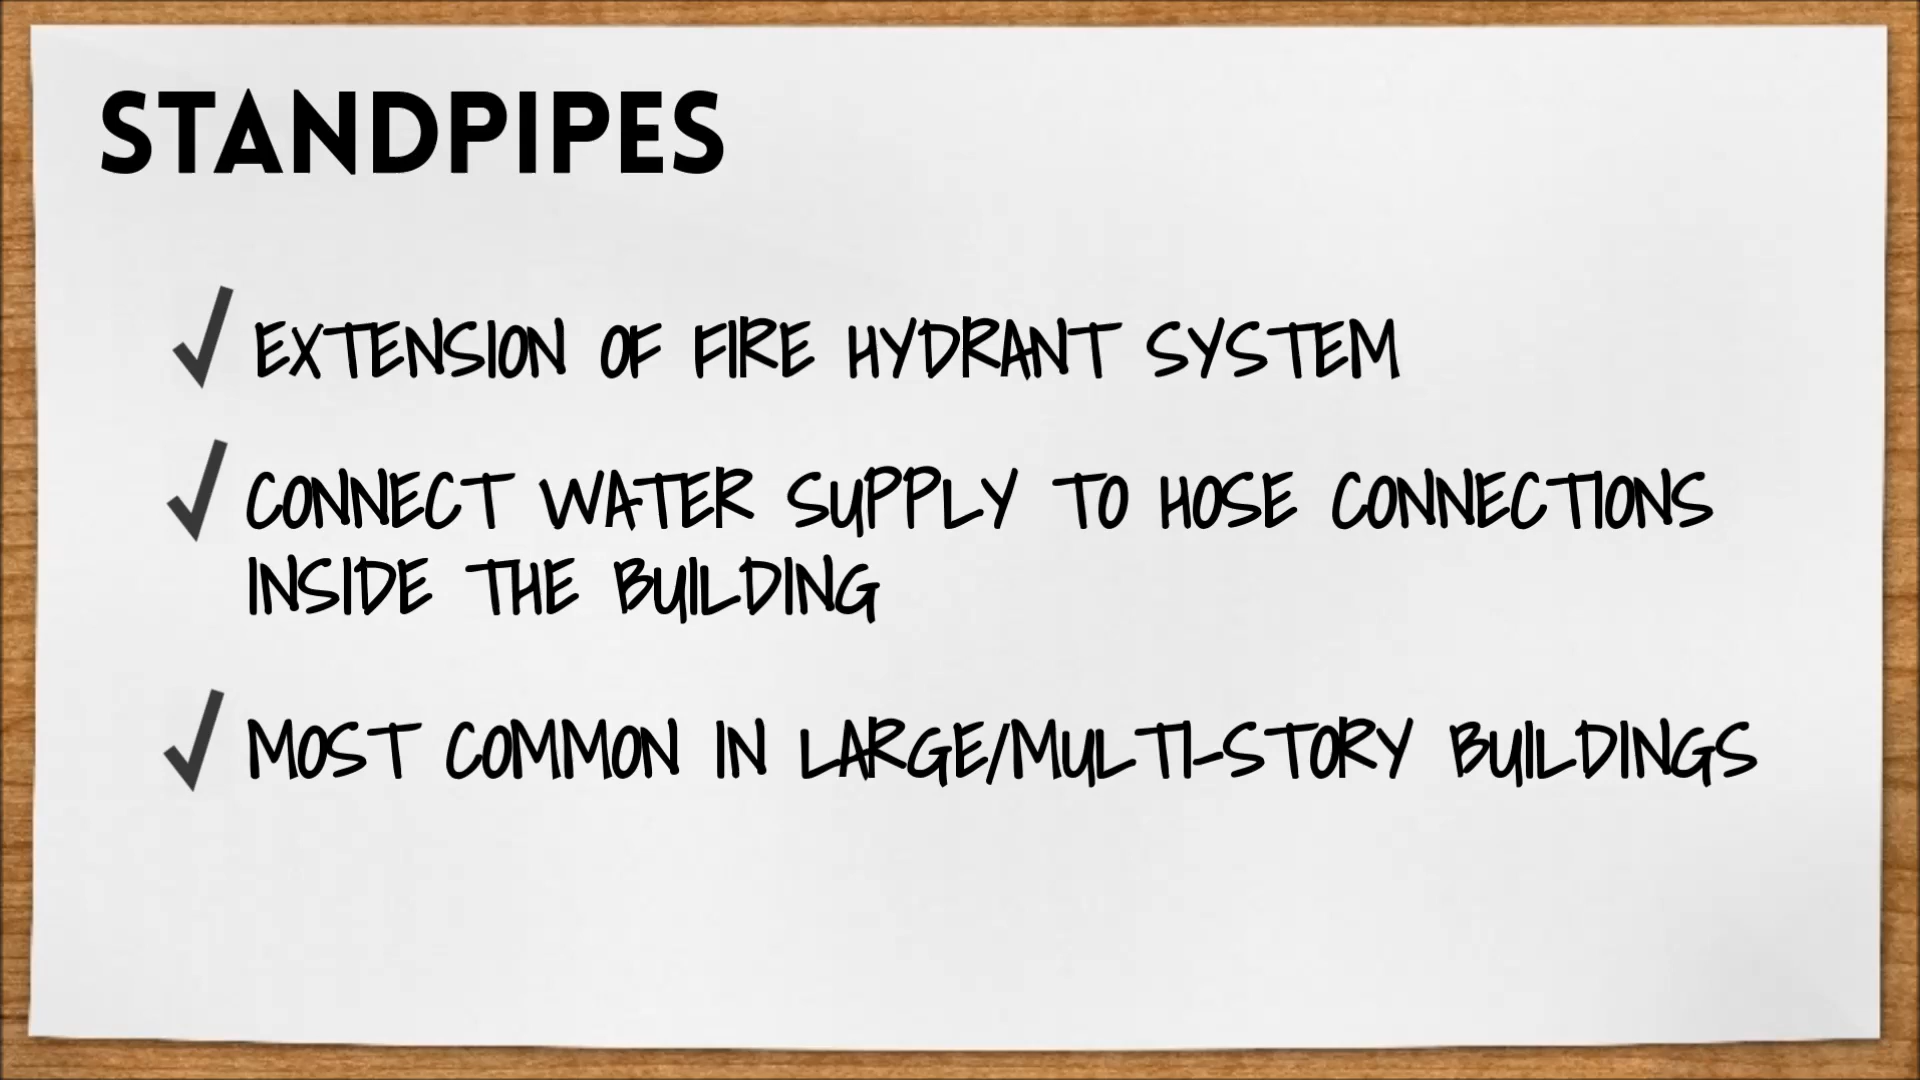 STANDPIPES
EXTENSION OF FIRE HYDRANT SYSTEM
CONNECT WATER SUPPLY TO HOSE CONNECTIONS
INSIDE THE BUILDING
MOST COMMON IN LARGE/MULTI-STORY BUILDINGS